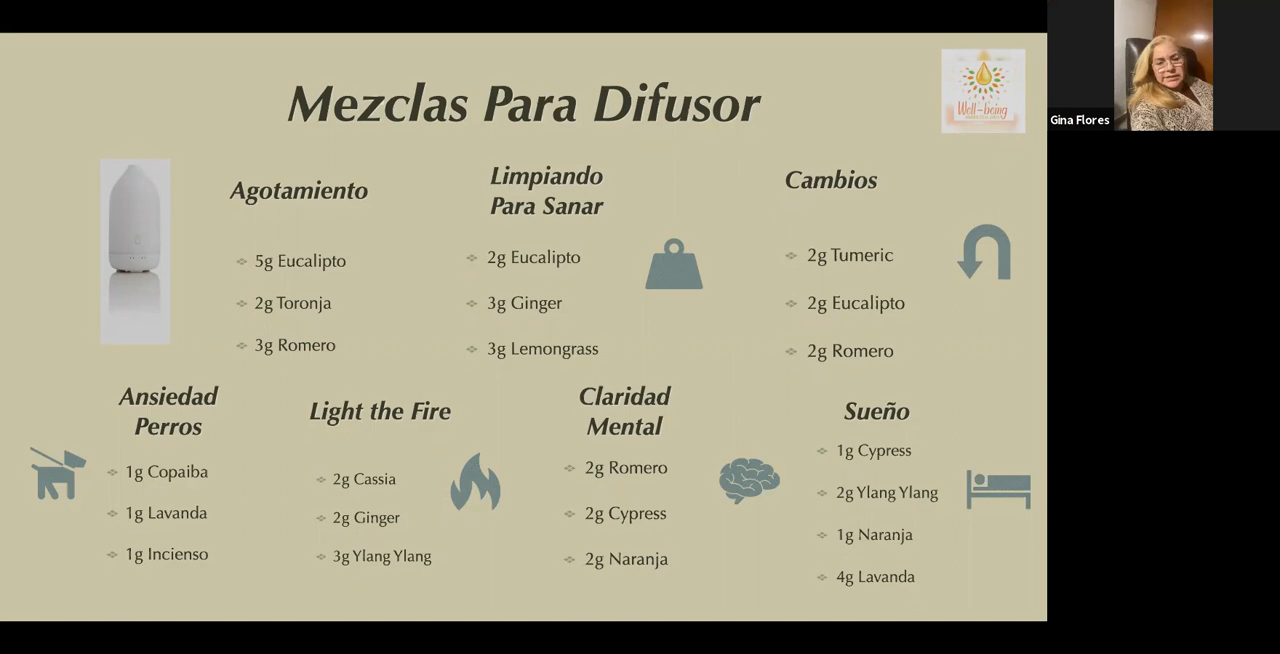 Mezclas Para Difusor
Well-being
Gina Flores
Agotamiento
5g Eucalipto
2g Toronja
3g Romero
Limpiando
Para Sanar
2g Eucalipto
3g Ginger
3g Lemongrass
Cambios
2g Tumeric
2g Eucalipto
2g Romero
Ansiedad
Perros
1g Copaiba
1g Lavanda
1g Incienso
Light the Fire
2g Cassia
2g Ginger
3g Ylang Ylang
Claridad
Mental
2g Romero
2g Cypress
2g Naranja
Sueño
1g Cypress
2g Ylang Ylang
1g Naranja
4g Lavanda